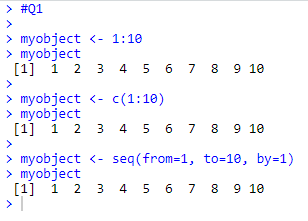 > #Q1
>
> myobject <- 1:10
> myobject
 [1]  1  2  3  4  5  6  7  8  9 10
>
> myobject <- c(1:10)
> myobject
 [1]  1  2  3  4  5  6  7  8  9 10
>
> myobject <- seq(from=1, to=10, by=1)
> myobject
 [1]  1  2  3  4  5  6  7  8  9 10
>